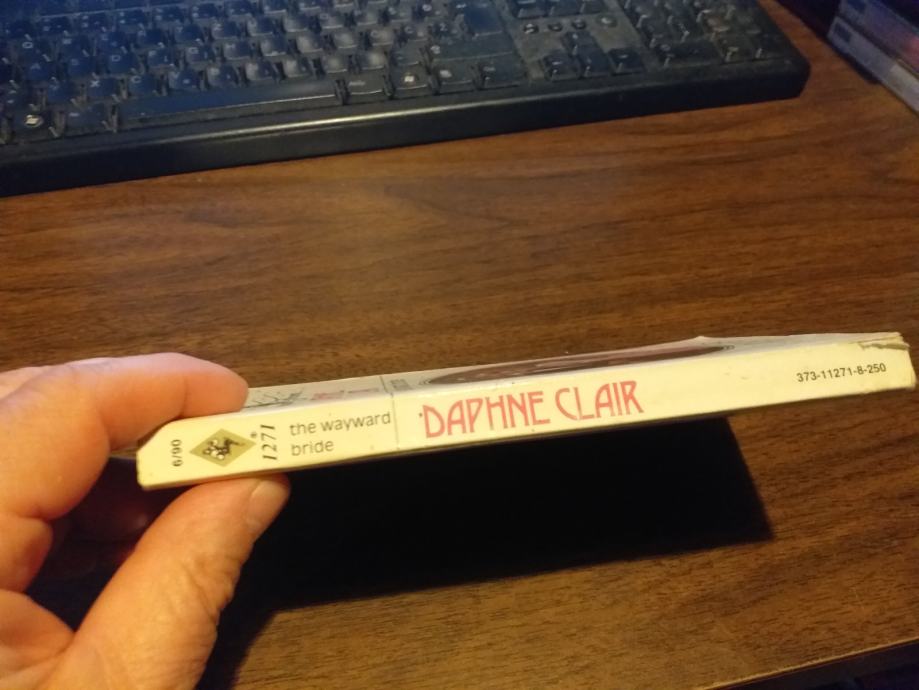 6/90
®
1271
the wayward
bride
DAPHNE CLAIR
373-11271-8-250